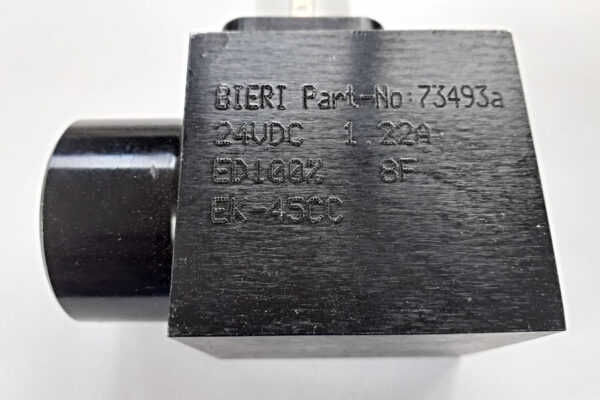 BIERI Part-No:73493a
24VDC 1.22A
ED100% 8F
EK-45CC